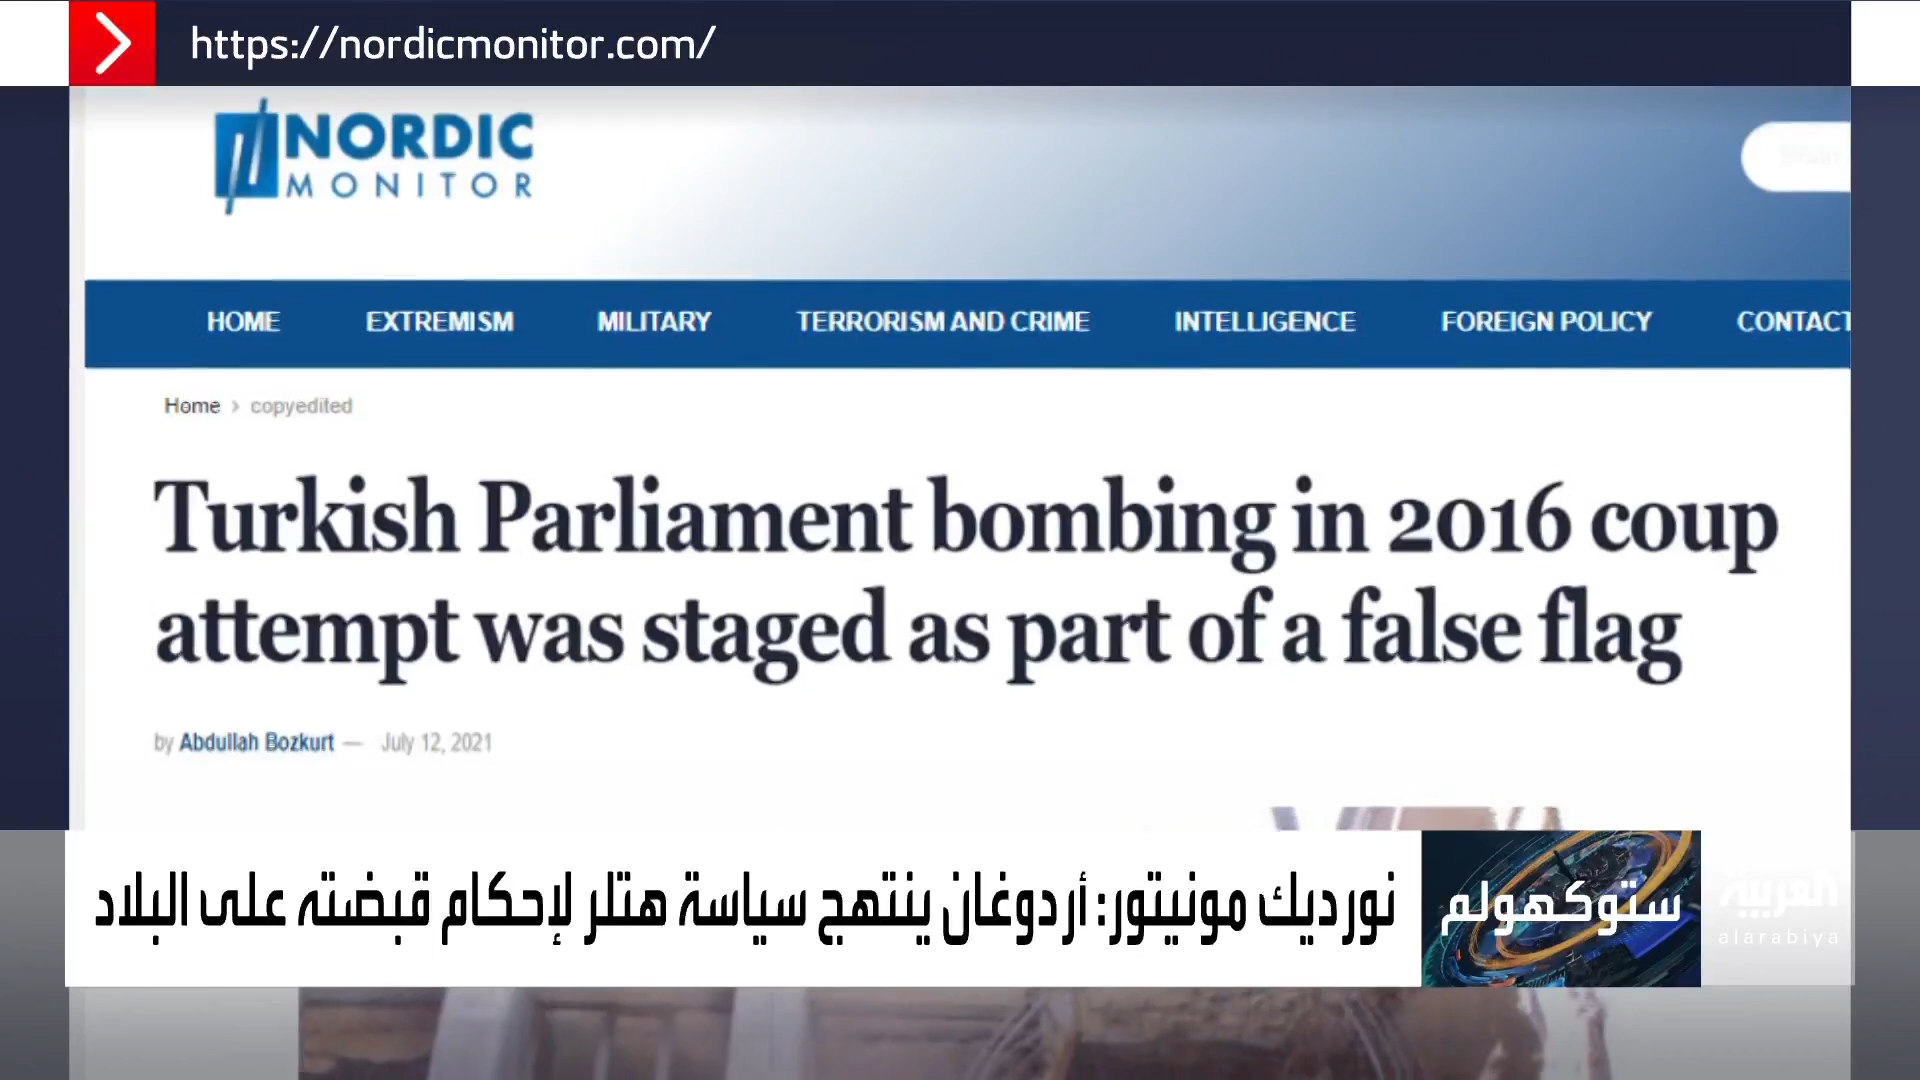 https://nordicmonitor.com/
NORDIC
MONITOR
HOME EXTREMISM MILITARY TERRORISM AND CRIME INTELLIGENCE FOREIGN POLICY CONTACT
Home > copyedited
Turkish Parliament bombing in 2016 coup
attempt was staged as part of a false flag
by Abdullah Bozkurt — July 12, 2021
ستوكهولم
نورديك مونيتور: أردوغان ينتهج سياسة هتلر لإحكام قبضته على البلاد
العربية
alarabiya